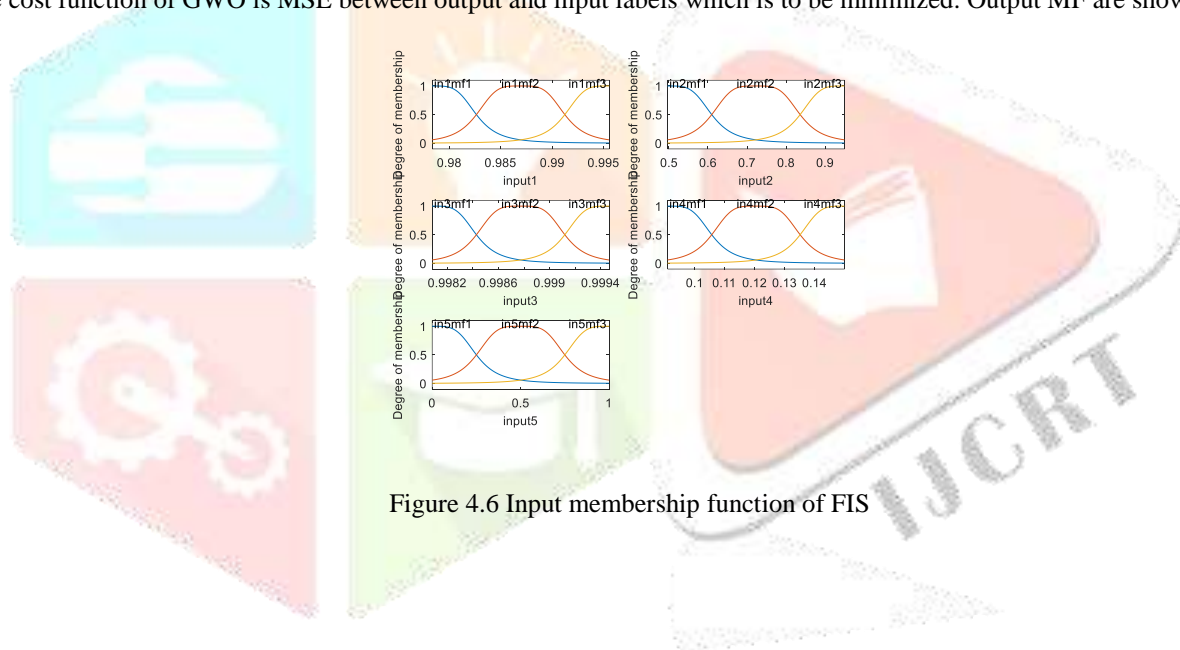 cost function of GWO is MSE between output and input labels which is to be minimized. Output MF are
Degree of membership
1
0.5
0
in1mf1 in1mf2 in1mf3
0.98 0.985 0.99 0.995
input1
Degree of membership
1
0.5
0
in2mf1 in2mf2 in2mf3
0.5 0.6 0.7 0.8 0.9
input2
Degree of membership
1
0.5
0
in3mf1 in3mf2 in3mf3
0.9982 0.9986 0.999 0.9994
input3
Degree of membership
1
0.5
0
in4mf1 in4mf2 in4mf3
0.1 0.11 0.12 0.13 0.14
input4
Degree of membership
1
0.5
0
in5mf1 in5mf2 in5mf3
0 0.5 1
input5
Figure 4.6 Input membership function of FIS
IJCRT